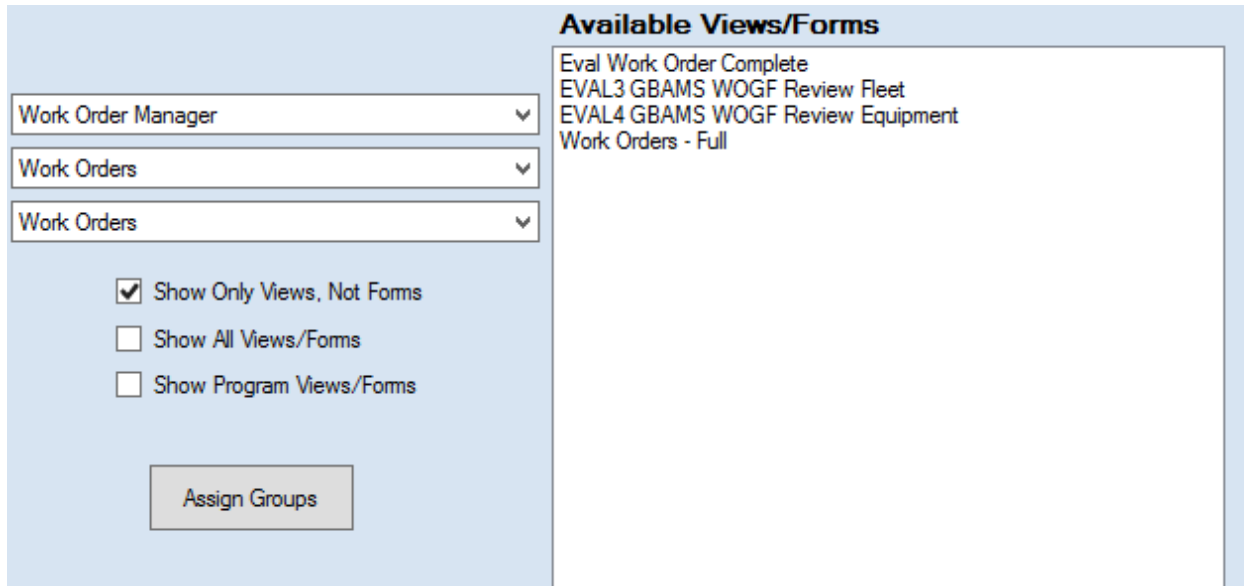 Available Views/Forms
Work Order Manager
Work Orders
Work Orders
Show Only Views, Not Forms
Show All Views/Forms
Show Program Views/Forms
Assign Groups
Eval Work Order Complete
EVAL3 GBAMS WOGF Review Fleet
EVAL4 GBAMS WOGF Review Equipment
Work Orders - Full